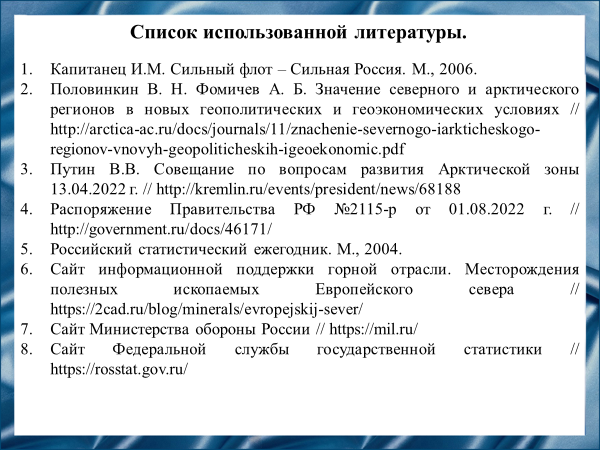 Список использованной литературы.
1. Капитанец И.М. Сильный флот – Сильная Россия. М., 2006.
2. Половинкин В. Н. Фомичев А. Б. Значение северного и арктического
регионов в новых геополитических и геоэкономических условиях //
http://arctica-ac.ru/docs/journals/11/znachenie-severnogo-iarkticheskogo-
regionov-vnovyh-geopoliticheskih-igeoekonomic.pdf
3. Путин В.В. Совещание по вопросам развития Арктической зоны
13.04.2022 г. // http://kremlin.ru/events/president/news/68188
4. Распоряжение Правительства РФ №2115-р от 01.08.2022 г. //
http://government.ru/docs/46171/
5. Российский статистический ежегодник. М., 2004.
6. Сайт информационной поддержки горной отрасли. Месторождения
полезных ископаемых Европейского севера //
https://2cad.ru/blog/minerals/evropejskij-sever/
7. Сайт Министерства обороны России // https://mil.ru/
8. Сайт Федеральной службы государственной статистики //
https://rosstat.gov.ru/